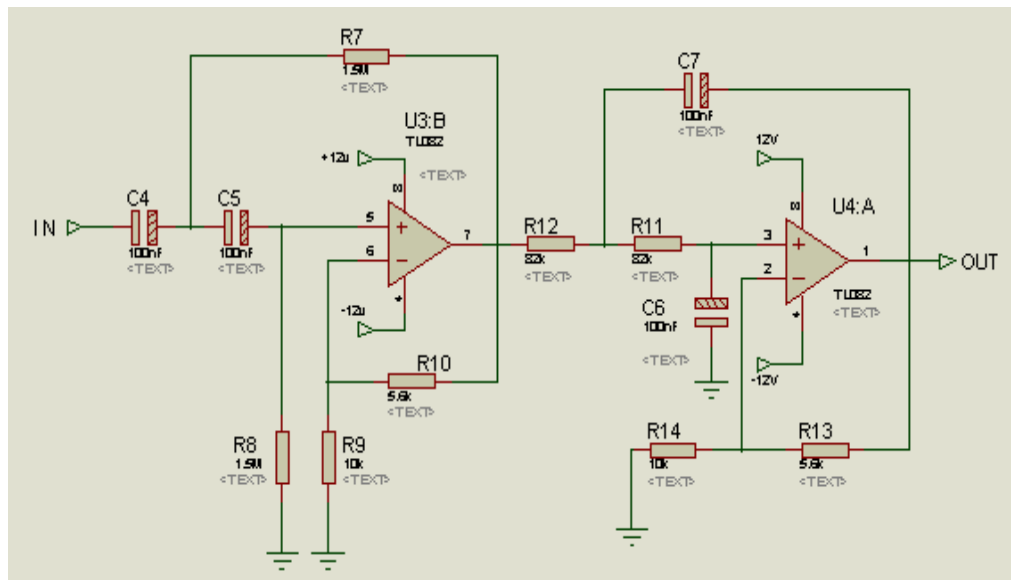 R7
1.5M
<TEXT>
C7
100nF
<TEXT>
U3:B
TL082
<TEXT>
+12v
8
12V
8
C4
100nF
<TEXT>
C5
100nF
<TEXT>
IN
5
6
7
-12v
4
R12
82k
<TEXT>
R11
82k
<TEXT>
U4:A
3
2
1
OUT
TL082
<TEXT>
4
-12V
C6
100nF
<TEXT>
R10
5.6k
<TEXT>
R8
1.5M
<TEXT>
R9
10k
<TEXT>
R14
10k
<TEXT>
R13
5.6k
<TEXT>